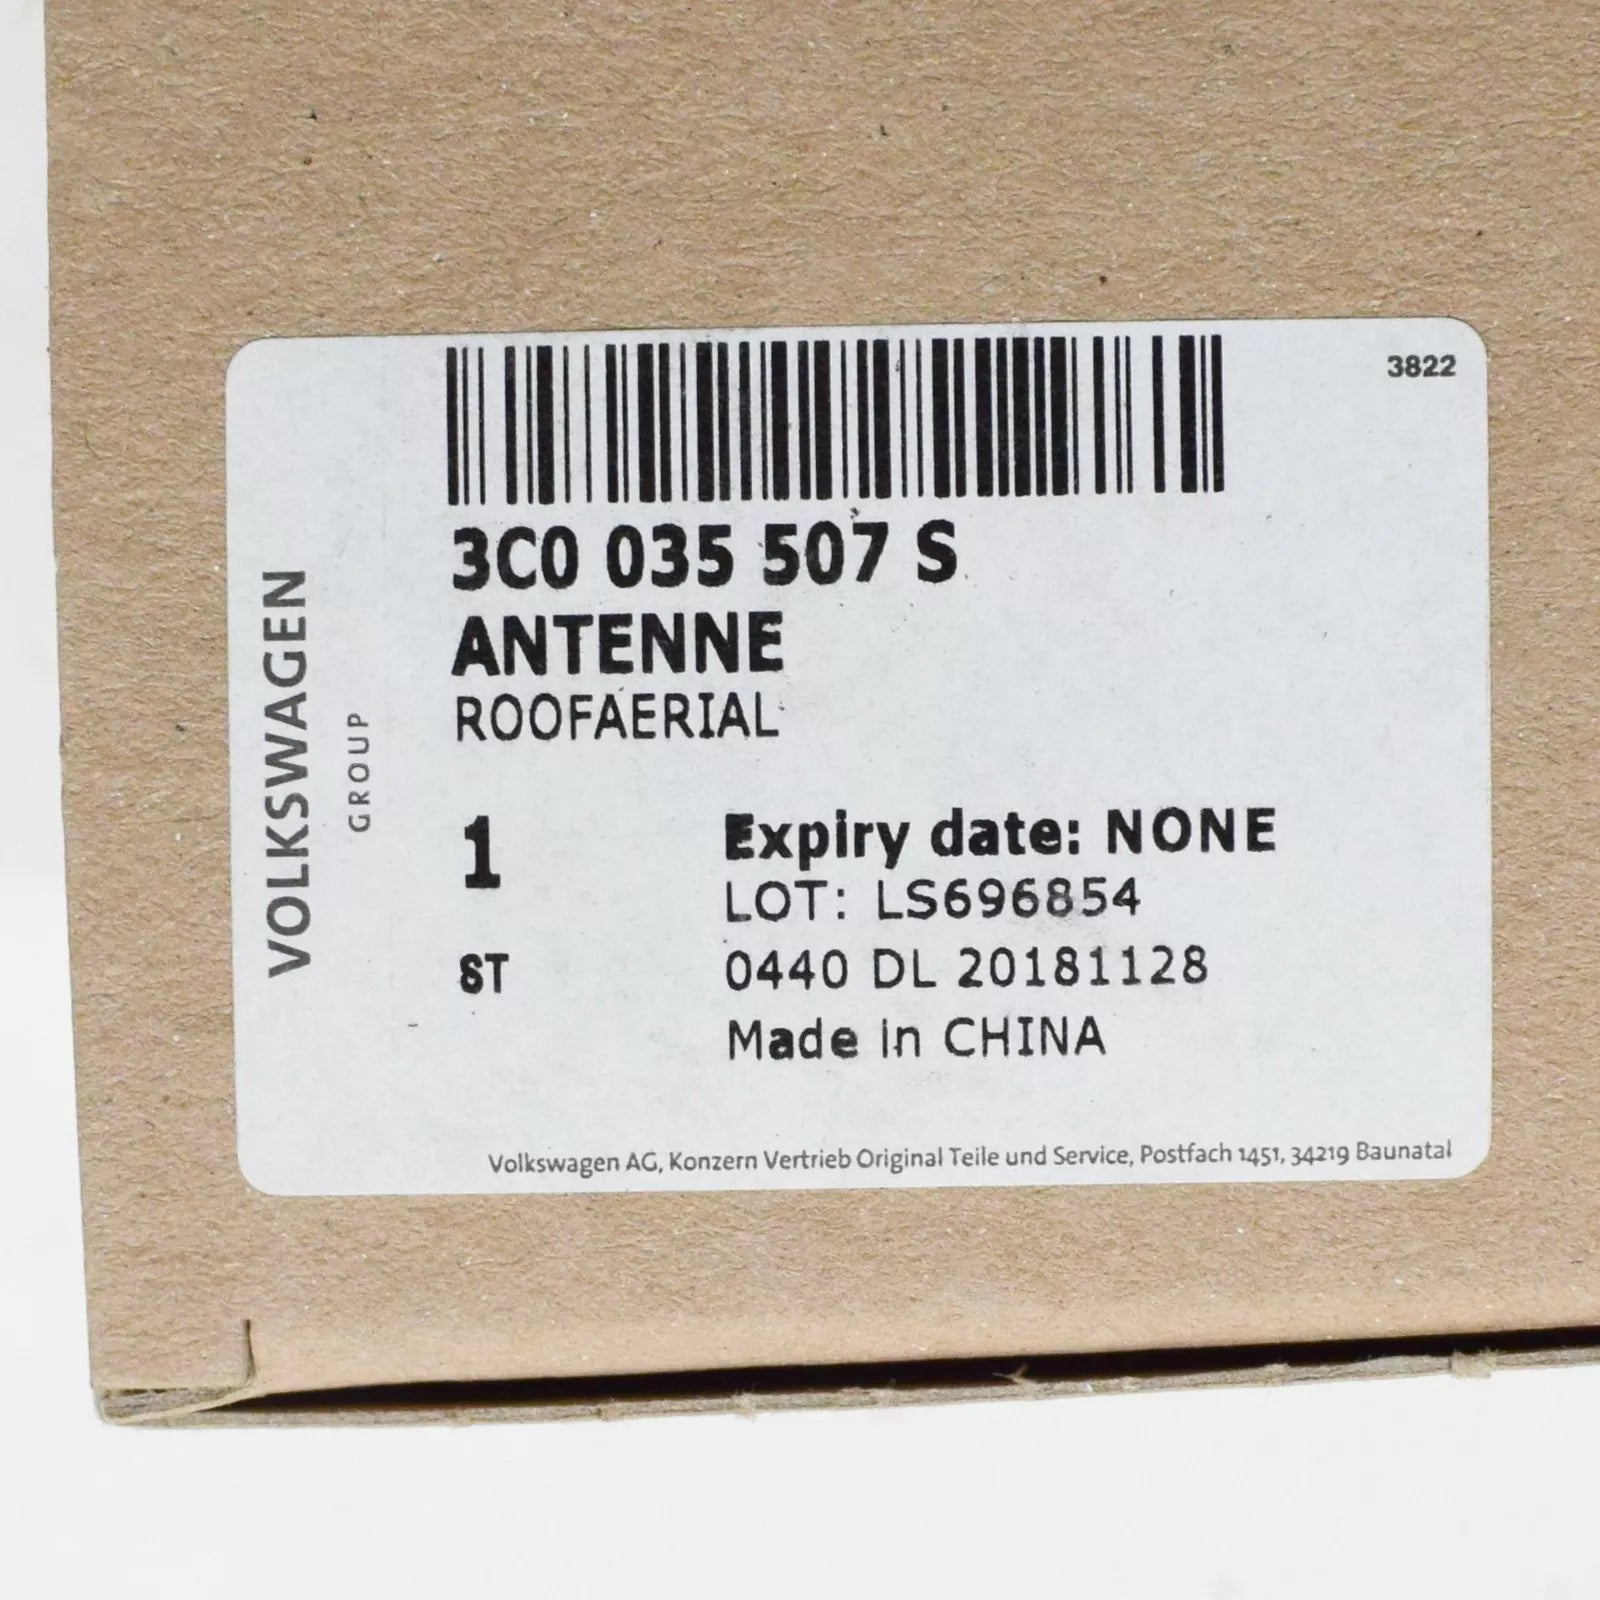 3822
3C0 035 507 S
ANTENNE
ROOFAERIAL
VOLKSWAGEN
GROUP
1
ST
Expiry date: NONE
LOT: LS696854
0440 DL 20181128
Made in CHINA
Volkswagen AG, Konzern Vertrieb Original Teile und Service, Postfach 1451, 34219 Baunatal